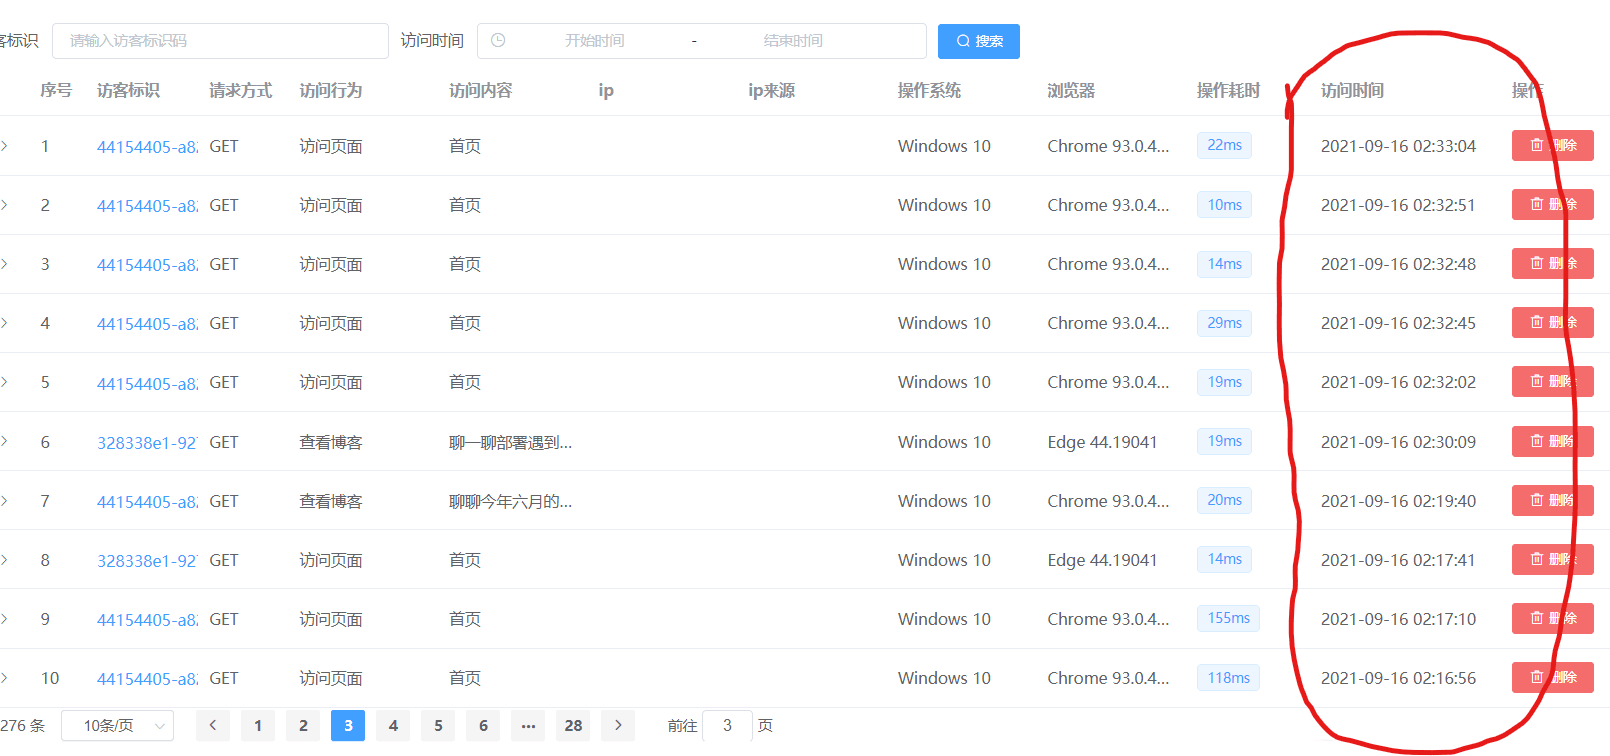 客标识 请输入访客标识码 访问时间 开始时间 - 结束时间 搜索
序号 访客标识 请求方式 访问行为 访问内容 ip ip来源 操作系统 浏览器 操作耗时 访问时间 操作
1 44154405-a82 GET 访问页面 首页 Windows 10 Chrome 93.0.4... 22ms 2021-09-16 02:33:04 删除
2 44154405-a82 GET 访问页面 首页 Windows 10 Chrome 93.0.4... 10ms 2021-09-16 02:32:51 删除
3 44154405-a82 GET 访问页面 首页 Windows 10 Chrome 93.0.4... 14ms 2021-09-16 02:32:48 删除
4 44154405-a82 GET 访问页面 首页 Windows 10 Chrome 93.0.4... 29ms 2021-09-16 02:32:45 删除
5 44154405-a82 GET 访问页面 首页 Windows 10 Chrome 93.0.4... 19ms 2021-09-16 02:32:02 删除
6 328338e1-927 GET 查看博客 聊一聊部署遇到... Windows 10 Edge 44.19041 19ms 2021-09-16 02:30:09 删除
7 44154405-a82 GET 查看博客 聊聊今年六月的... Windows 10 Chrome 93.0.4... 20ms 2021-09-16 02:19:40 删除
8 328338e1-927 GET 访问页面 首页 Windows 10 Edge 44.19041 14ms 2021-09-16 02:17:41 删除
9 44154405-a82 GET 访问页面 首页 Windows 10 Chrome 93.0.4... 155ms 2021-09-16 02:17:10 删除
10 44154405-a82 GET 访问页面 首页 Windows 10 Chrome 93.0.4... 118ms 2021-09-16 02:16:56 删除
276 条 10条/页 1 2 3 4 5 6 ••• 28 前往 3 页